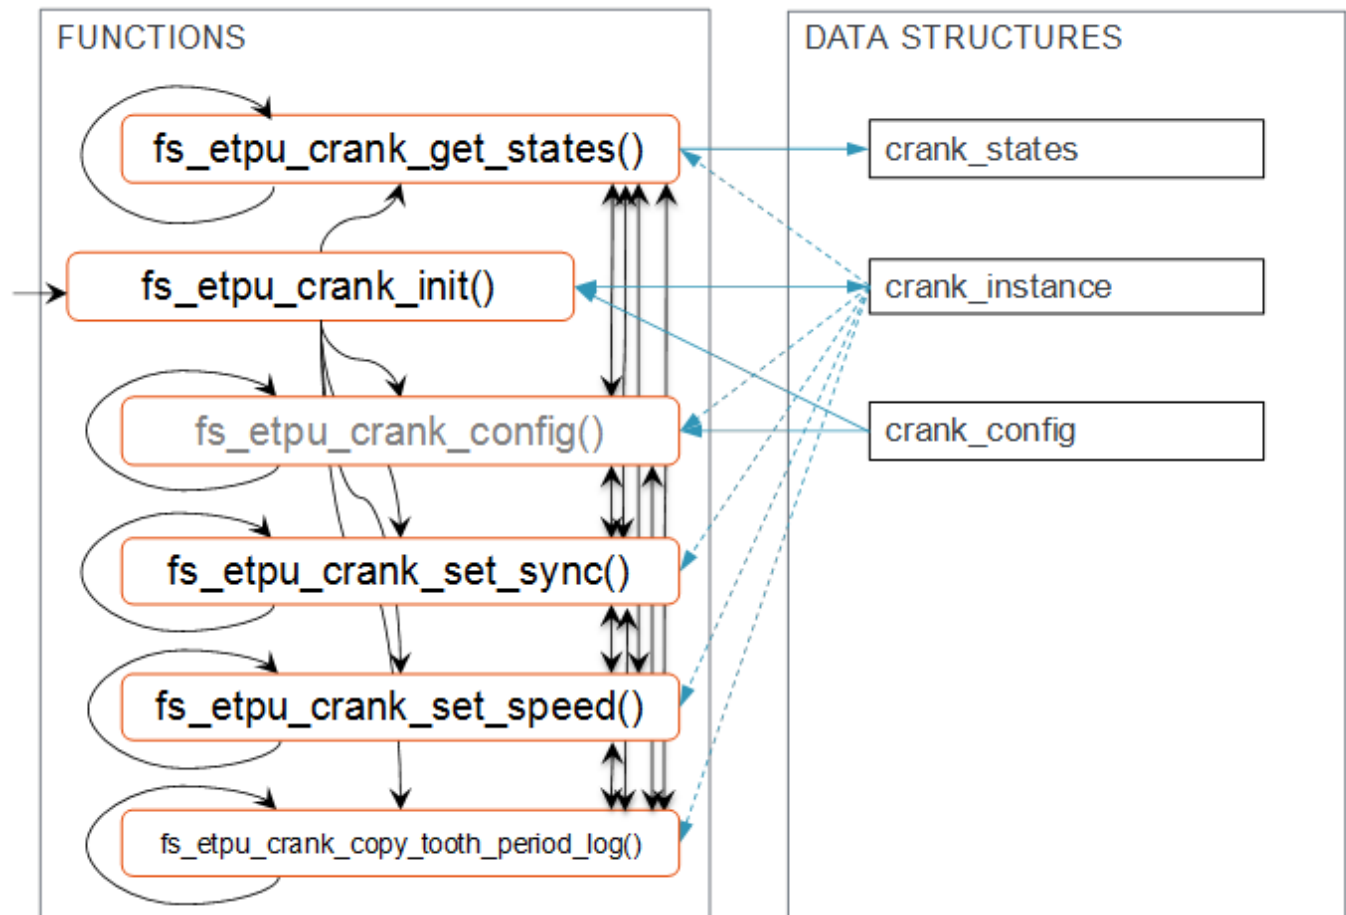 FUNCTIONS
fs_etpu_crank_get_states()
fs_etpu_crank_init()
fs_etpu_crank_config()
fs_etpu_crank_set_sync()
fs_etpu_crank_set_speed()
fs_etpu_crank_copy_tooth_period_log()
DATA STRUCTURES
crank_states
crank_instance
crank_config